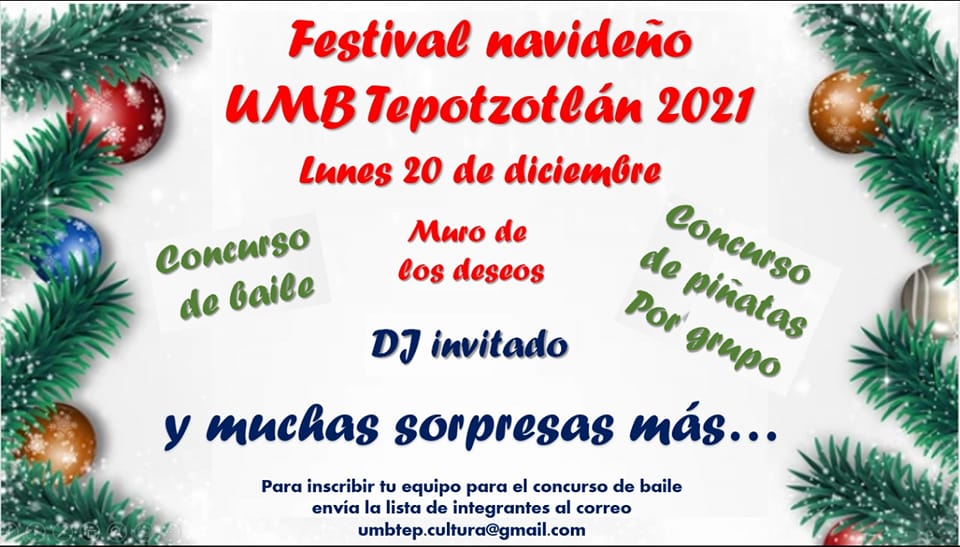 Festival navideño
UMB Tepotzotlán 2021
Lunes 20 de diciembre
Concurso
de baile
Muro de
los deseos
Concurso
de piñatas
Por grupo
DJ invitado
y muchas sorpresas más...
Para inscribir tu equipo para el concurso de baile
envía la lista de integrantes al correo
umbtep.cultura@gmail.com